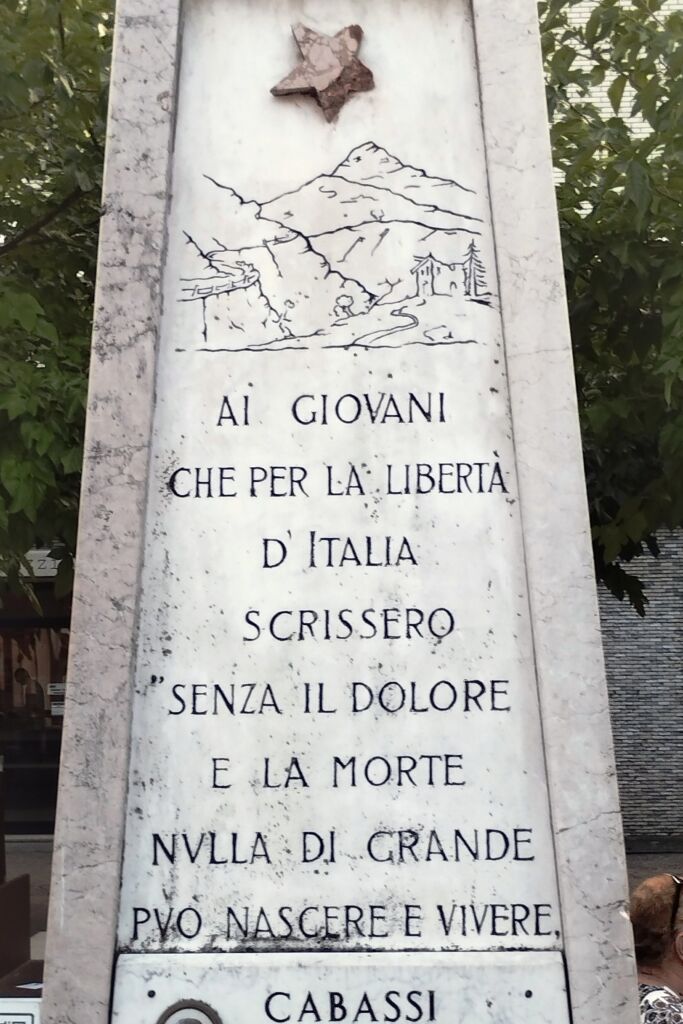 AI GIOVANI
CHE PER LA LIBERTÀ
D'ITALIA
SCRISSERO
"SENZA IL DOLORE
E LA MORTE
NVLLA DI GRANDE
PVO NASCERE E VIVERE.
CABASSI